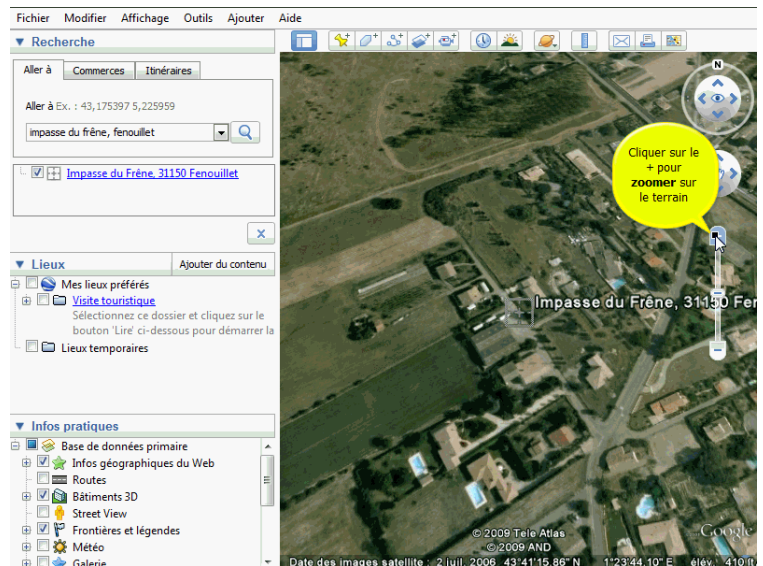 Fichier Modifier Affichage Outils Ajouter Aide
Recherche
Aller à Commerces Itinéraires
Aller à Ex. : 43,175397 5,225959
impasse du frêne, fenouillet
Impasse du Frêne, 31150 Fenouillet
Lieux Ajouter du contenu
Mes lieux préférés
Visite touristique
Sélectionnez ce dossier et cliquez sur le
bouton 'Lire' ci-dessous pour démarrer la
Lieux temporaires
Infos pratiques
Base de données primaire
Infos géographiques du Web
Routes
Bâtiments 3D
Street View
Frontières et légendes
Météo
Galerie
N
Cliquer sur le
+ pour
zoomer sur
le terrain
Impasse du Frêne, 31150 Fer
© 2009 Tele Atlas
© 2009 AND
Google
Date des images satellite : 2 juil. 2006 43°41'15.86" N 1°23'44.10" E élév. 410 ft